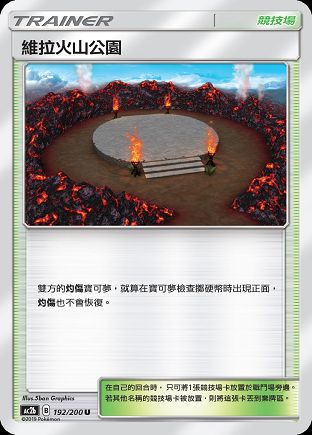 TRAINER 競技場
維拉火山公園
雙方的灼傷寶可夢，就算在寶可夢檢查擲硬幣時出現正面，
灼傷也不會恢復。
Illus.5ban Graphics
AC2b B 192/200 U
©2019 Pokémon
在自己的回合時，只可將1張競技場卡放置於戰鬥場旁邊。
若其他名稱的競技場卡被放置，則將這張卡丟到棄牌區。